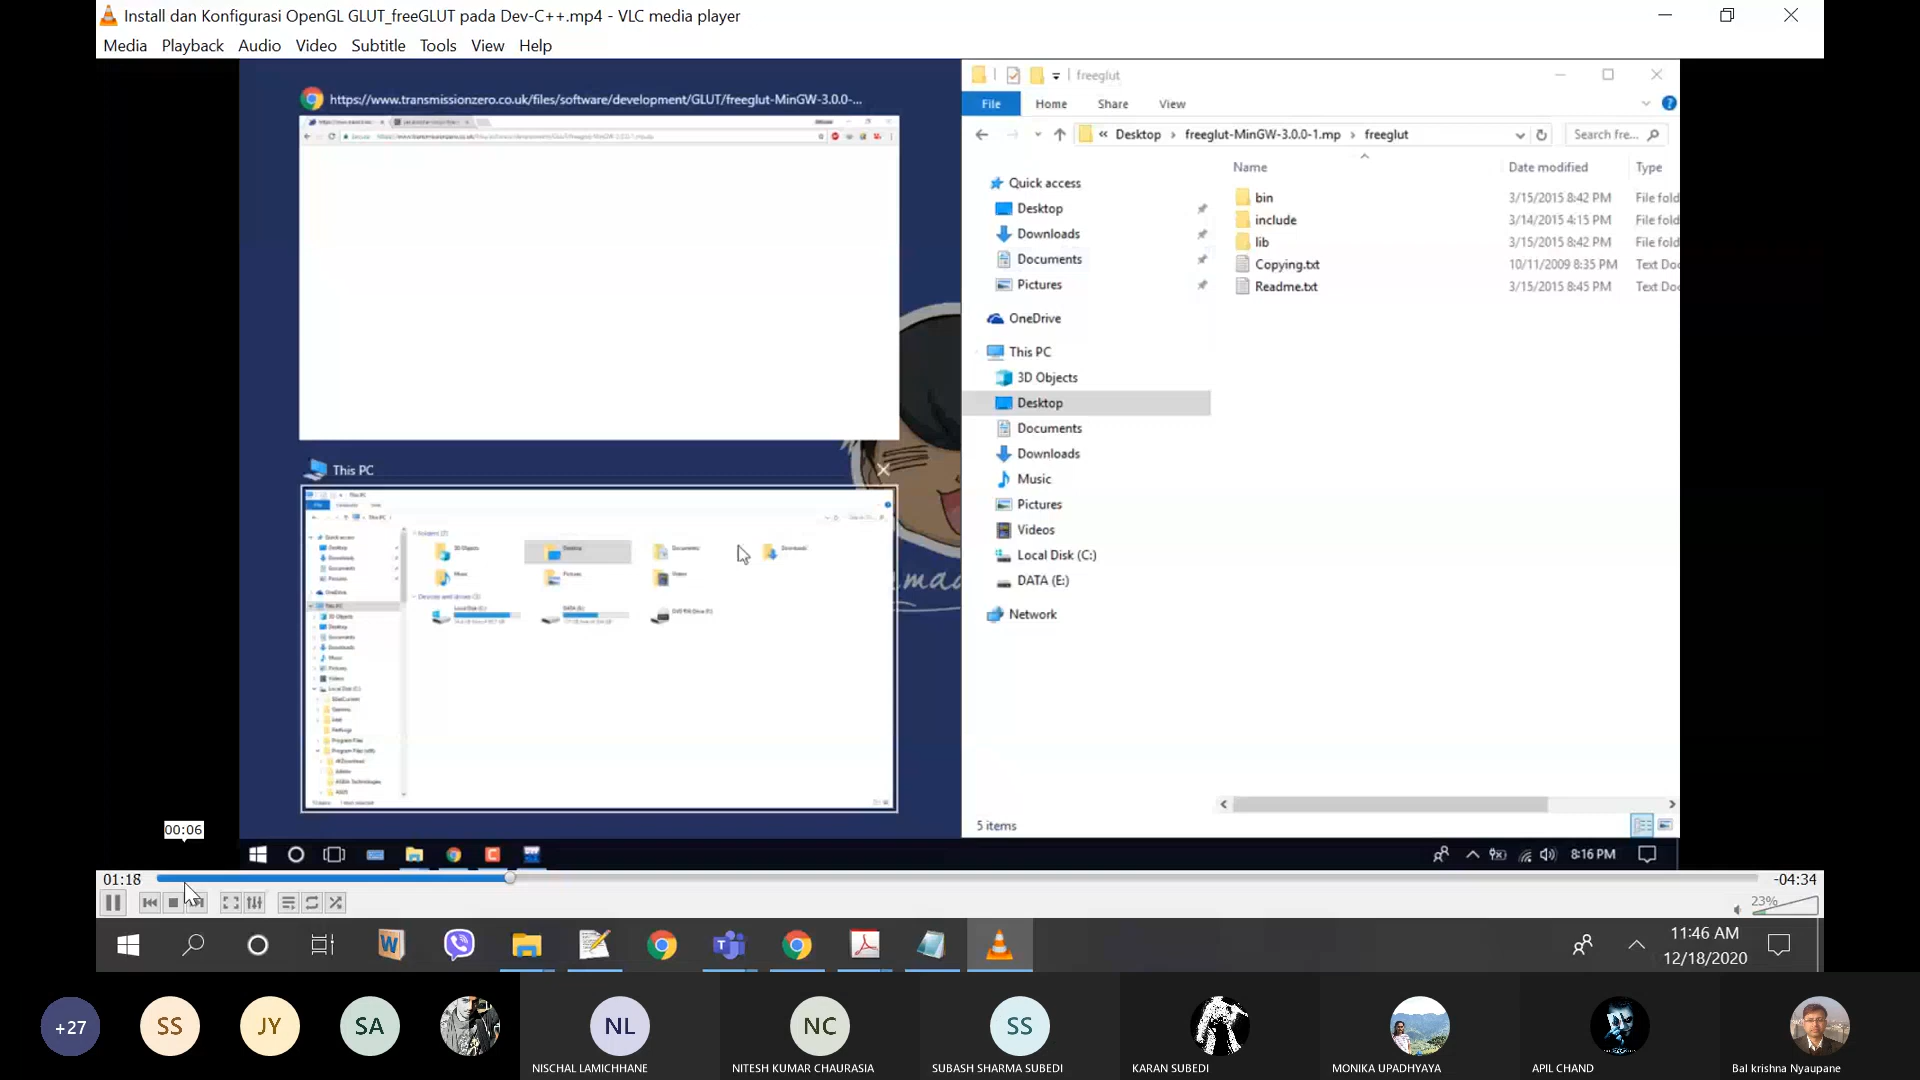 Install dan Konfigurasi OpenGL GLUT_freeGLUT pada Dev-C++.mp4 - VLC media player
Media Playback Audio Video Subtitle Tools View Help
https://www.transmissionzero.co.uk/files/software/development/GLUT/freeglut-MinGW-3.0.0-...
This PC
freeglut
File Home Share View
« Desktop › freeglut-MinGW-3.0.0-1.mp › freeglut
Search fre...
Name Date modified Type
bin 3/15/2015 8:42 PM File fold
include 3/14/2015 4:15 PM File fold
lib 3/15/2015 8:42 PM File fold
Copying.txt 10/11/2009 8:35 PM Text Doc
Readme.txt 3/15/2015 8:45 PM Text Doc
Quick access
Desktop
Downloads
Documents
Pictures
OneDrive
This PC
3D Objects
Desktop
Documents
Downloads
Music
Pictures
Videos
Local Disk (C:)
DATA (E:)
Network
5 items
8:16 PM
00:06
01:18
-04:34
23%
11:46 AM
12/18/2020
+27
SS
JY
SA
NL
NC
SS
NISCHAL LAMICHHANE
NITESH KUMAR CHAURASIA
SUBASH SHARMA SUBEDI
KARAN SUBEDI
MONIKA UPADHYAYA
APIL CHAND
Bal krishna Nyaupane